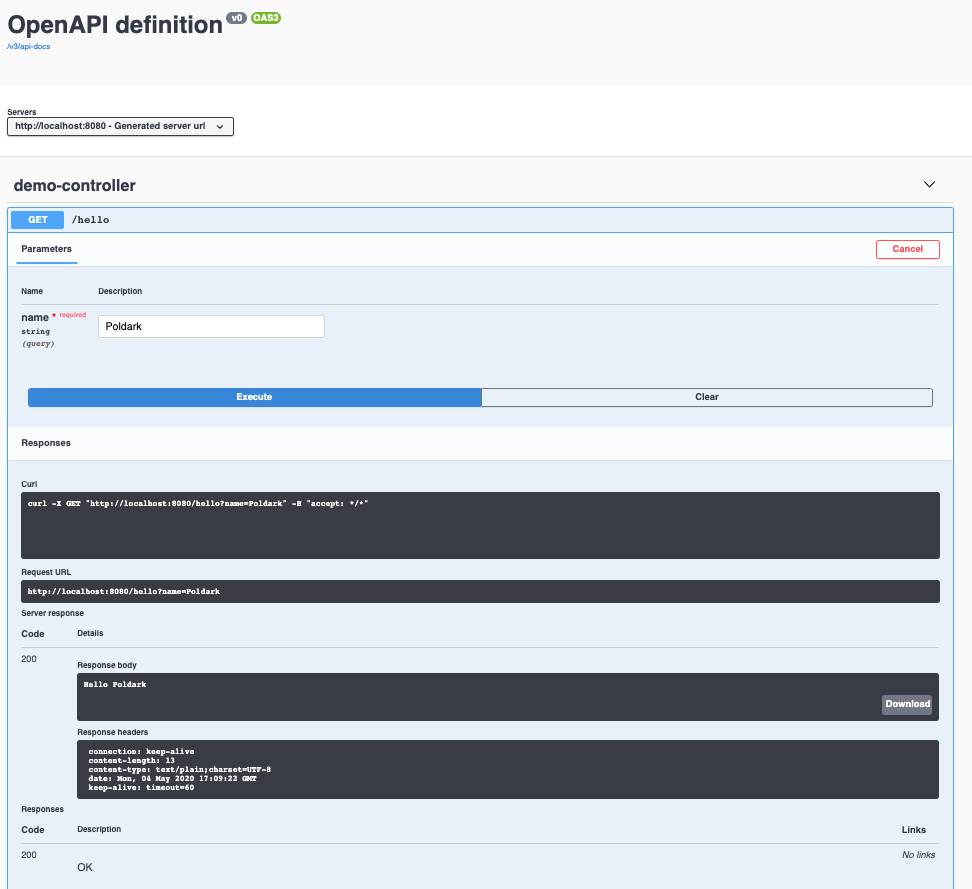 OpenAPI definition v0 OAS3
/v3/api-docs
Servers
http://localhost:8080 - Generated server url
demo-controller
GET /hello
Parameters Cancel
Name Description
name * required
string
(query)
Poldark
Execute Clear
Responses
Curl
curl -X GET "http://localhost:8080/hello?name=Poldark" -H "accept: */*"
Request URL
http://localhost:8080/hello?name=Poldark
Server response
Code Details
200
Response body
Hello Poldark
Download
Response headers
connection: keep-alive
content-length: 13
content-type: text/plain;charset=UTF-8
date: Mon, 04 May 2020 17:09:22 GMT
keep-alive: timeout=60
Responses
Code Description Links
200 No links
OK